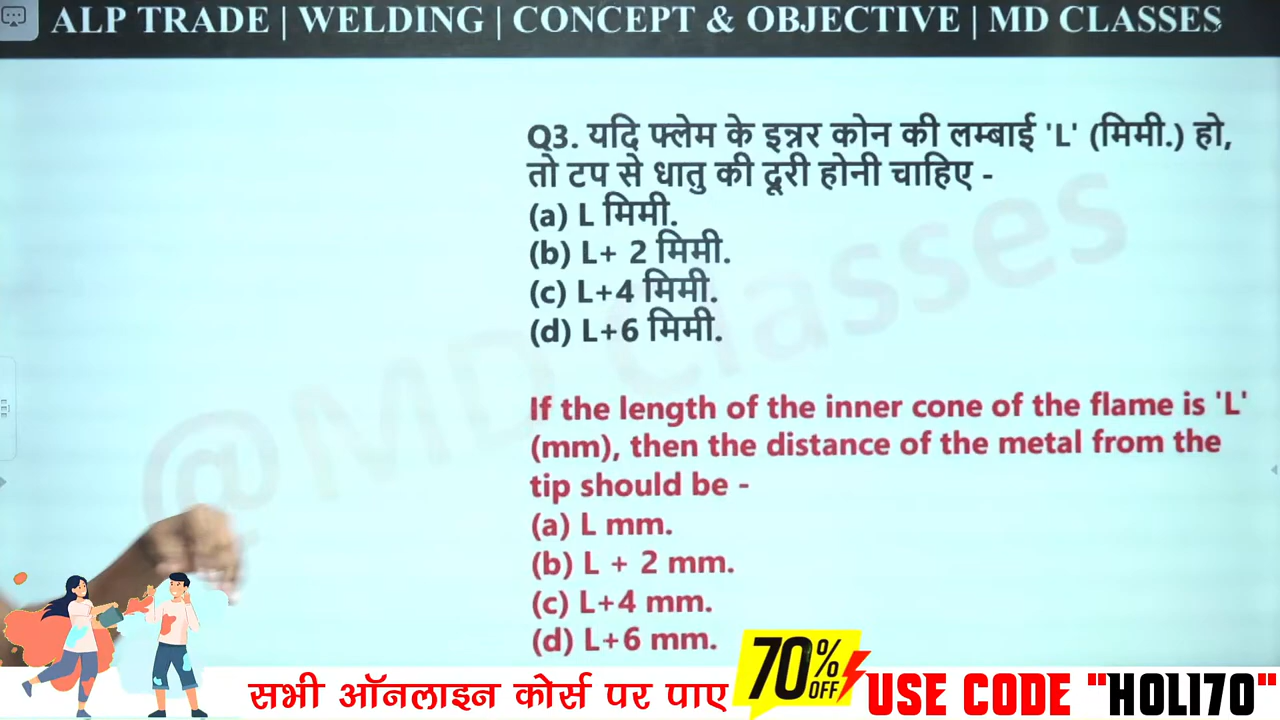 ALP TRADE | WELDING | CONCEPT & OBJECTIVE | MD CLASSES
Q3. यदि फ्लेम के इन्नर कोन की लम्बाई 'L' (मिमी.) हो,
तो टप से धातु की दूरी होनी चाहिए -
(a) L मिमी.
(b) L+ 2 मिमी.
(c) L+4 मिमी.
(d) L+6 मिमी.
@MD Classes
If the length of the inner cone of the flame is 'L'
(mm), then the distance of the metal from the
tip should be -
(a) L mm.
(b) L + 2 mm.
(c) L+4 mm.
(d) L+6 mm.
सभी ऑनलाइन कोर्स पर पाए 70% OFF USE CODE "HOLI70"